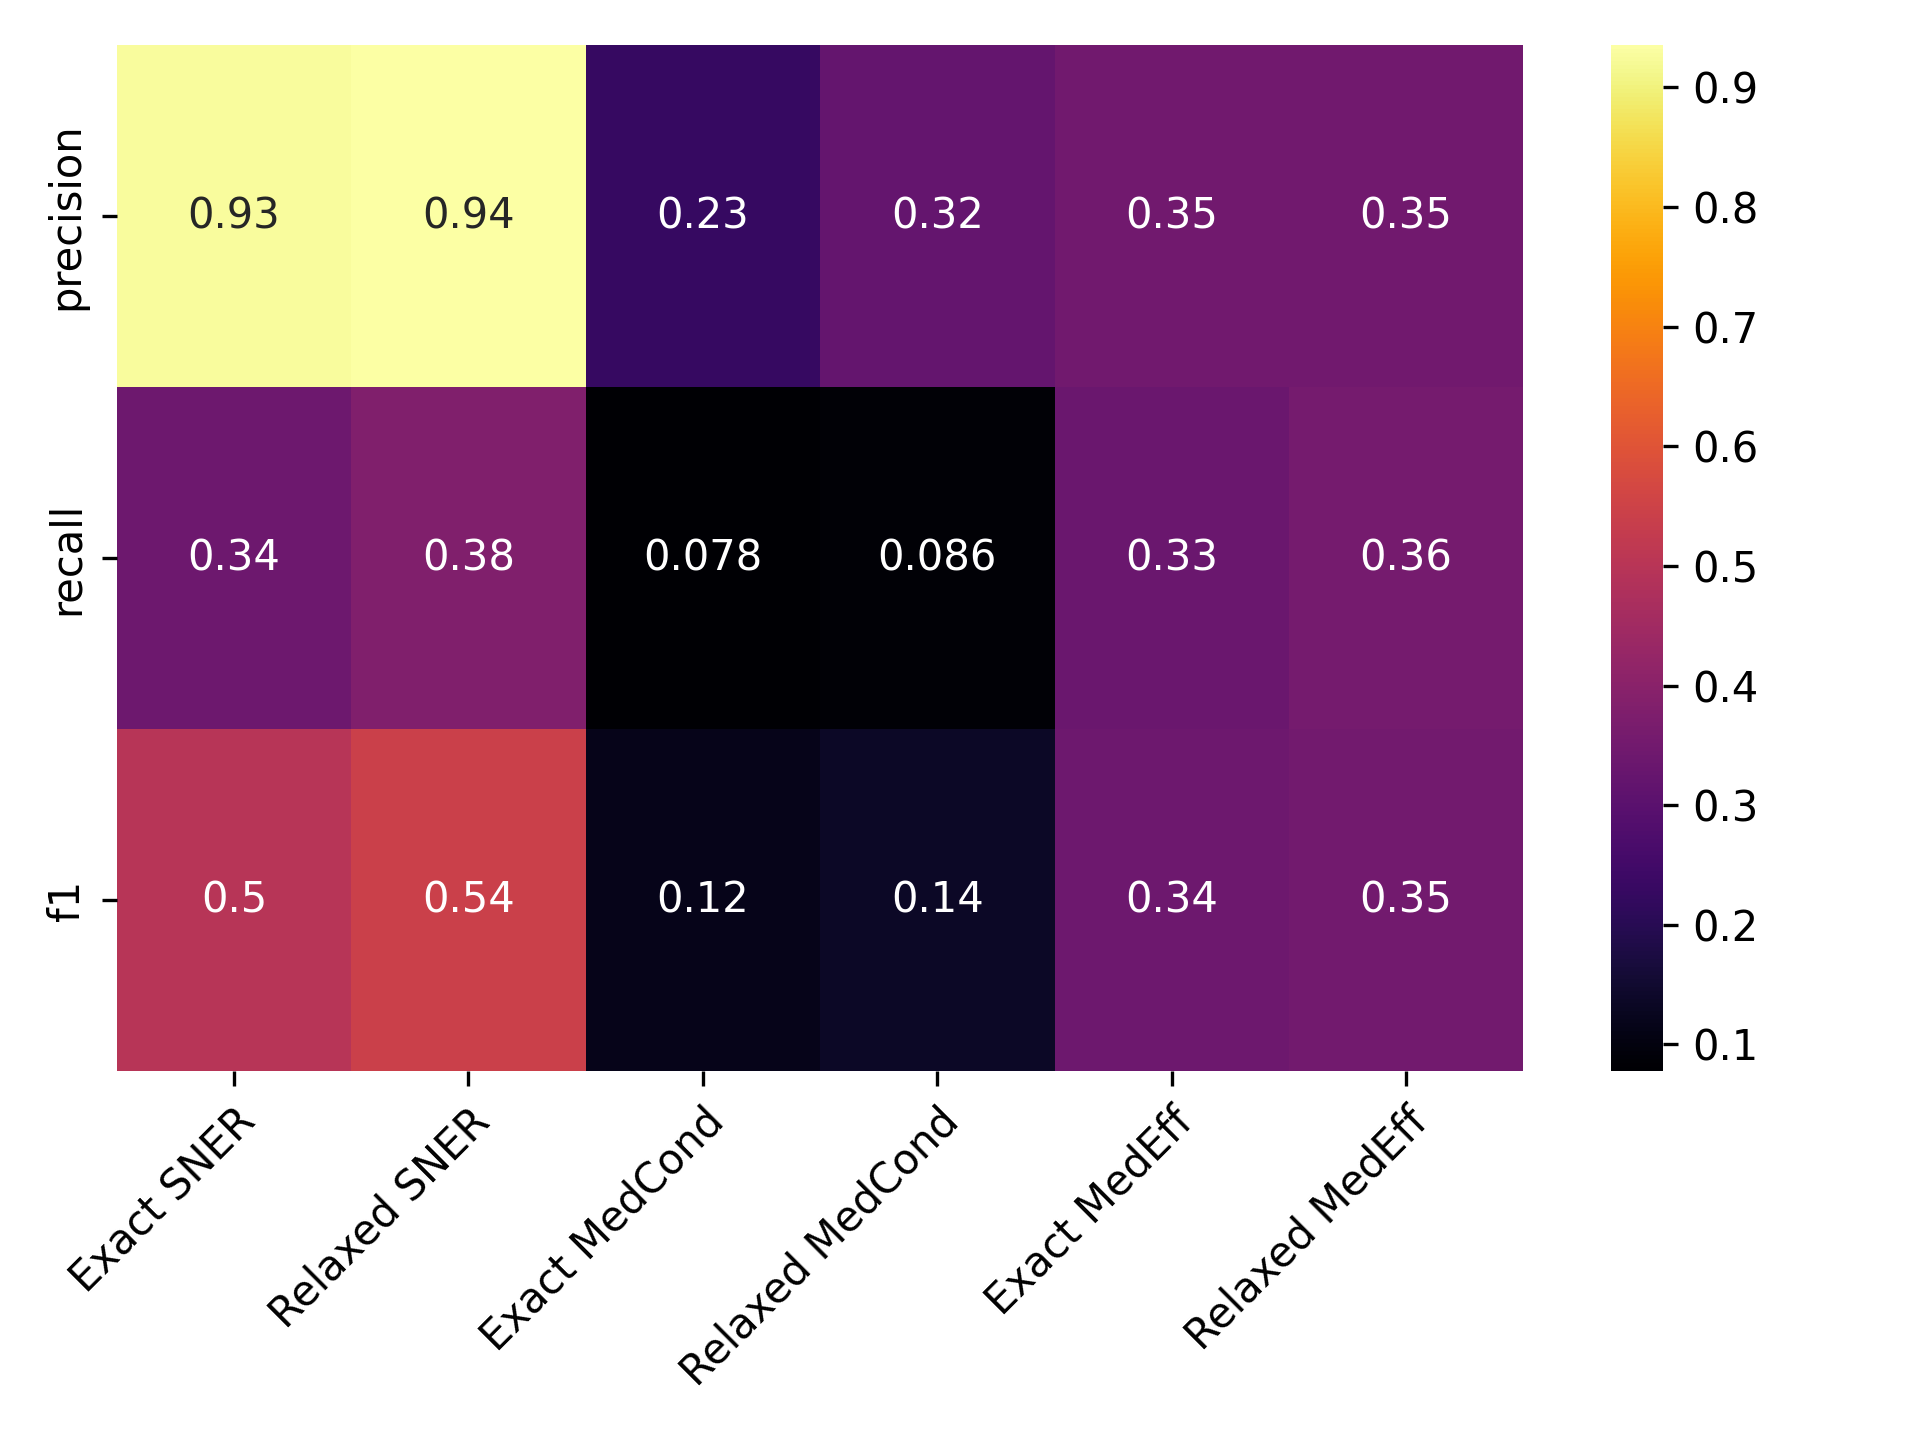 precision
0.93 0.94 0.23 0.32 0.35 0.35
recall
0.34 0.38 0.078 0.086 0.33 0.36
f1
0.5 0.54 0.12 0.14 0.34 0.35
Exact SNER
Relaxed SNER
Exact MedCond
Relaxed MedCond
Exact MedEff
Relaxed MedEff
0.9
0.8
0.7
0.6
0.5
0.4
0.3
0.2
0.1